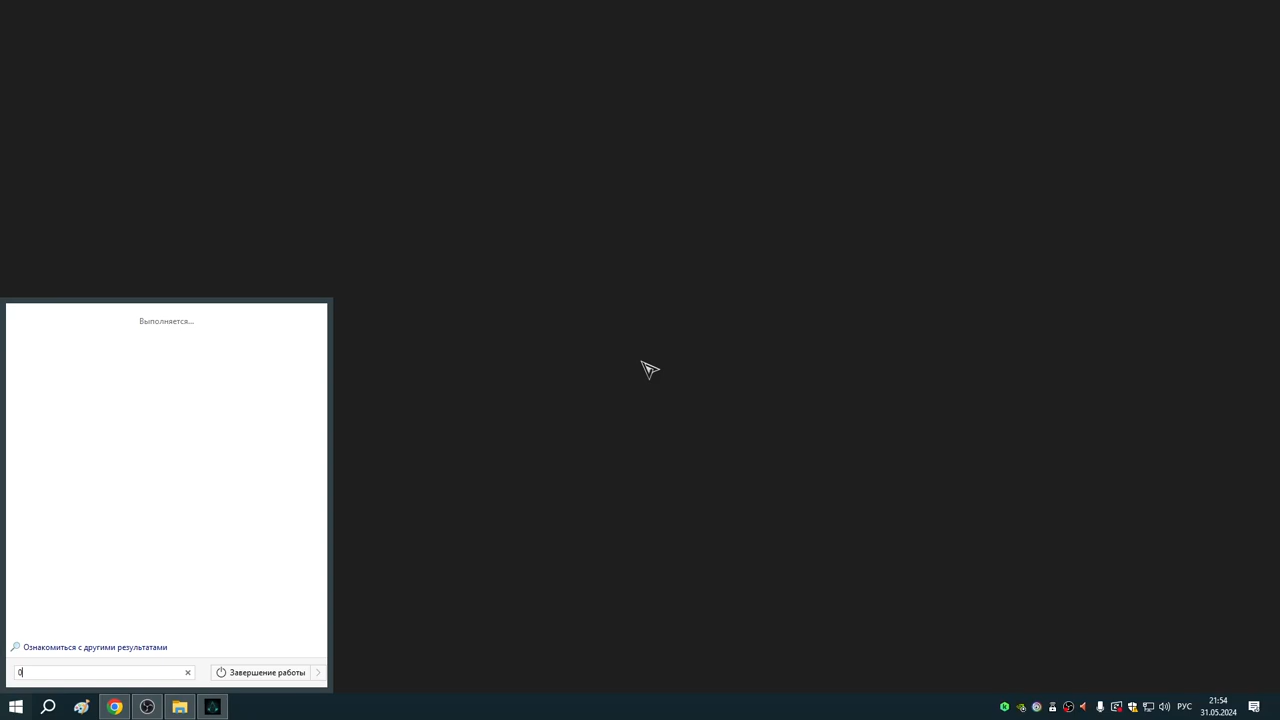 Выполняется...
Ознакомиться с другими результатами
0
Завершение работы
РУС
21:54
31.05.2024